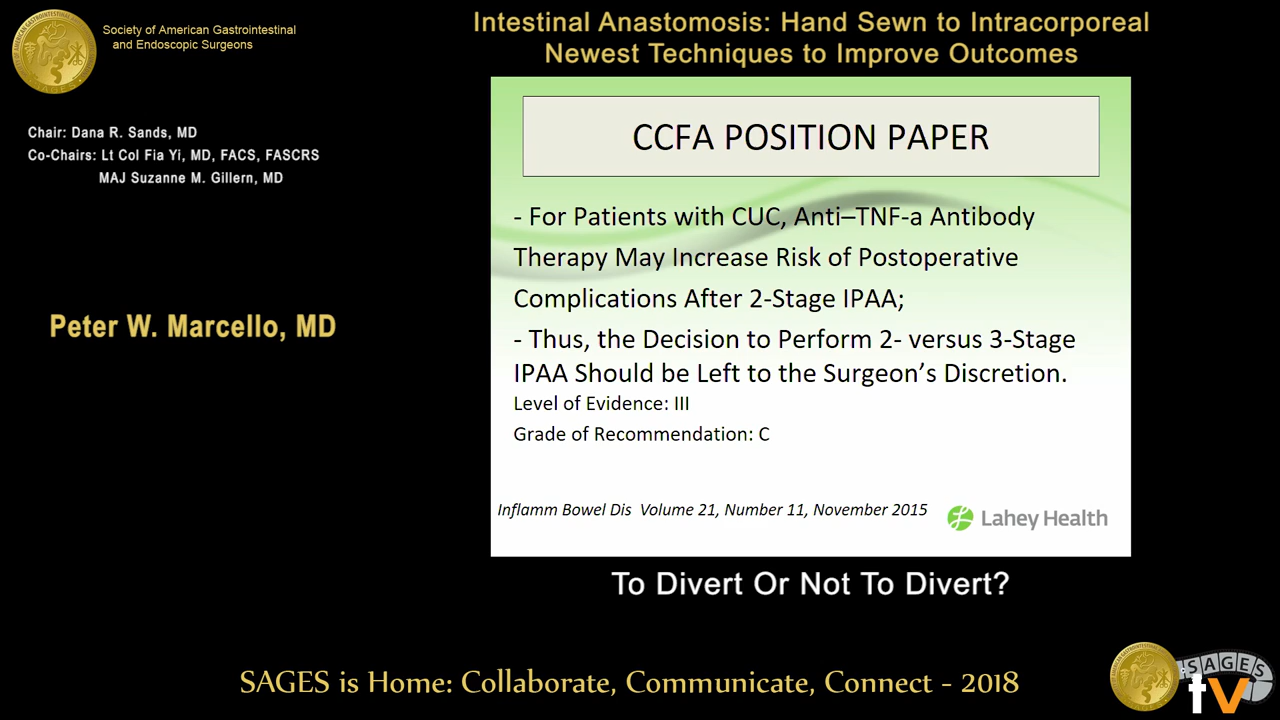 Society of American Gastrointestinal
and Endoscopic Surgeons
Intestinal Anastomosis: Hand Sewn to Intracorporeal
Newest Techniques to Improve Outcomes
Chair: Dana R. Sands, MD
Co-Chairs: Lt Col Fia Yi, MD, FACS, FASCRS
MAJ Suzanne M. Gillern, MD
Peter W. Marcello, MD
CCFA POSITION PAPER
- For Patients with CUC, Anti–TNF-a Antibody
Therapy May Increase Risk of Postoperative
Complications After 2-Stage IPAA;
- Thus, the Decision to Perform 2- versus 3-Stage
IPAA Should be Left to the Surgeon’s Discretion.
Level of Evidence: III
Grade of Recommendation: C
Inflamm Bowel Dis Volume 21, Number 11, November 2015
Lahey Health
To Divert Or Not To Divert?
SAGES is Home: Collaborate, Communicate, Connect - 2018
SAGES
tv